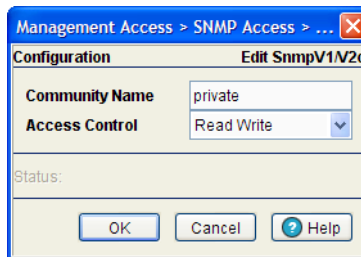 Management Access > SNMP Access > ...
Configuration Edit SnmpV1/V2c
Community Name private
Access Control Read Write
Status:
OK Cancel Help